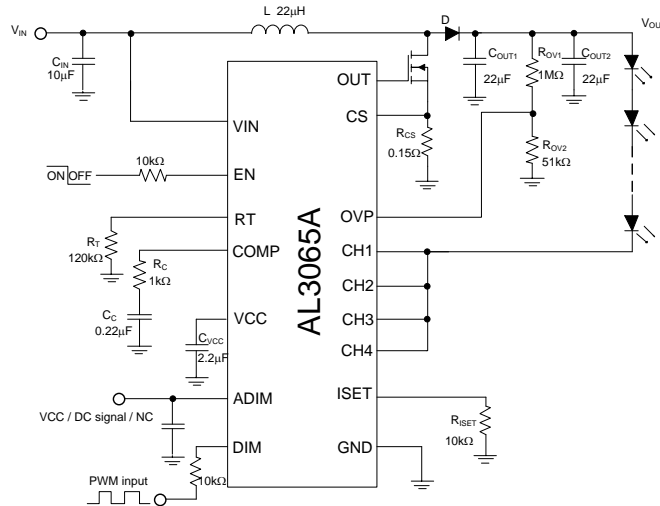 L 22µH
D
VIN
VOU
CIN
10µF
COUT1
22µF
ROV1
1MΩ
COUT2
22µF
OUT
CS
RCS
0.15Ω
ROV2
51kΩ
VIN
ON OFF
10kΩ
EN
RT
RT
120kΩ
COMP
RC
1kΩ
CC
0.22µF
VCC
CVCC
2.2µF
AL3065A
OVP
CH1
CH2
CH3
CH4
ADIM
VCC / DC signal / NC
ISET
RISET
10kΩ
DIM
10kΩ
GND
PWM input